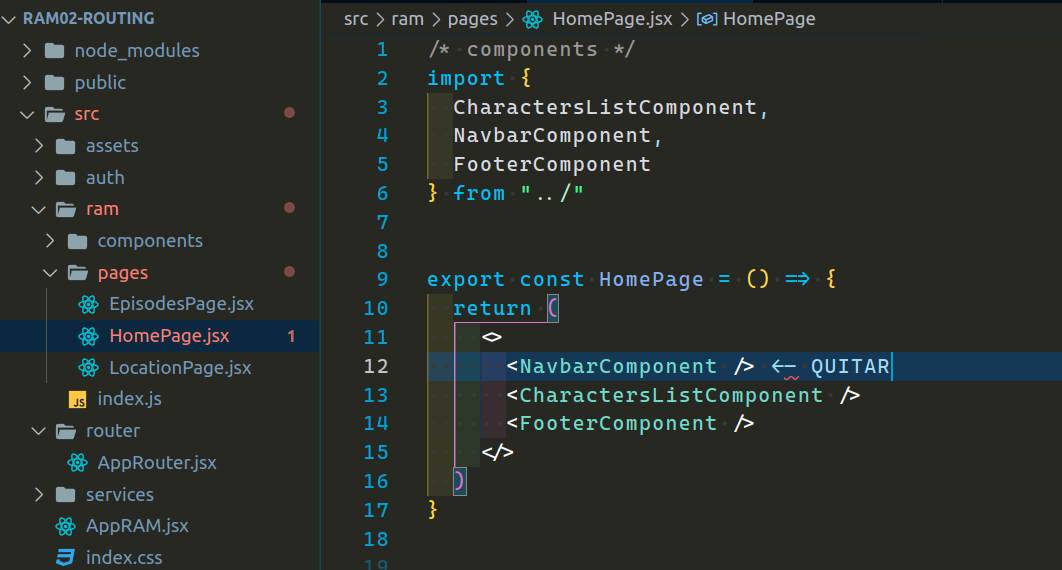 RAM02-ROUTING
node_modules
public
src
assets
auth
ram
components
pages
EpisodesPage.jsx
HomePage.jsx 1
LocationPage.jsx
JS index.js
router
AppRouter.jsx
services
AppRAM.jsx
index.css
src > ram > pages > HomePage.jsx > HomePage
1 /* components */
2 import {
3 CharactersListComponent,
4 NavbarComponent,
5 FooterComponent
6 } from "../"
7
8
9 export const HomePage = () => {
10 return (
11 <>
12 <NavbarComponent /> <-- QUITAR
13 <CharactersListComponent />
14 <FooterComponent />
15 </>
16 )
17 }
18
19